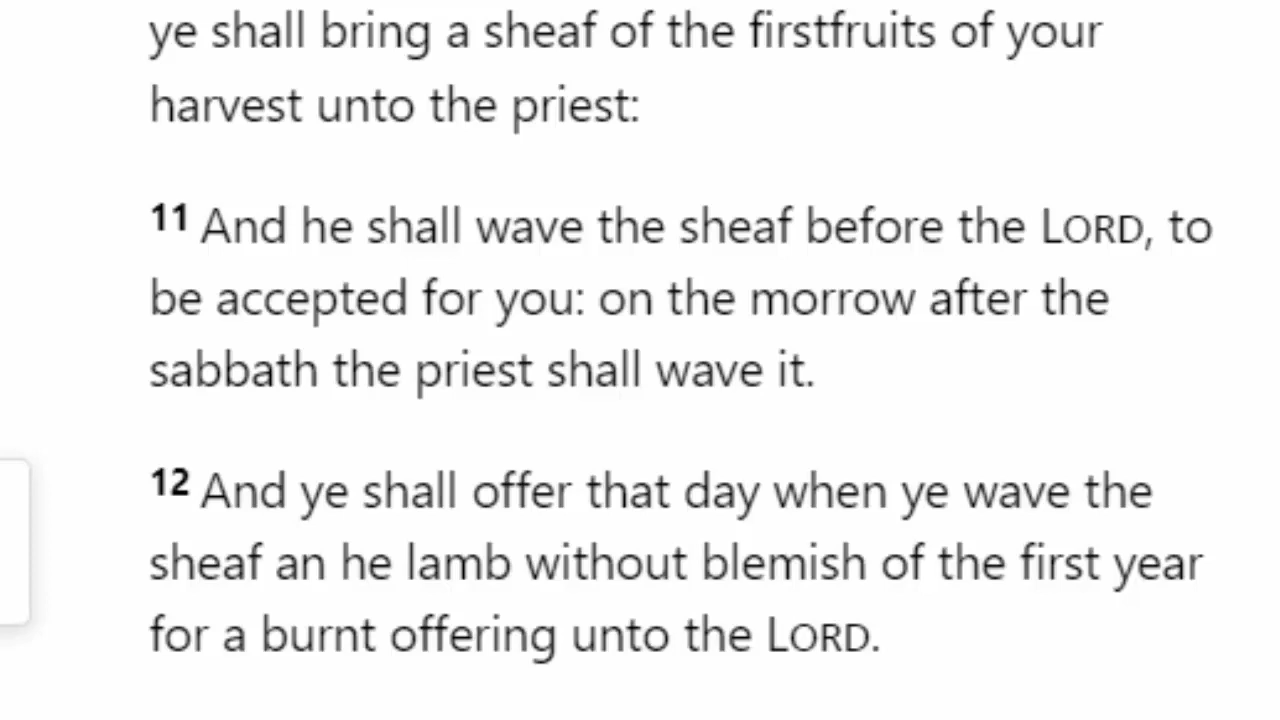 ye shall bring a sheaf of the firstfruits of your
harvest unto the priest:
11 And he shall wave the sheaf before the LORD, to
be accepted for you: on the morrow after the
sabbath the priest shall wave it.
12 And ye shall offer that day when ye wave the
sheaf an he lamb without blemish of the first year
for a burnt offering unto the LORD.